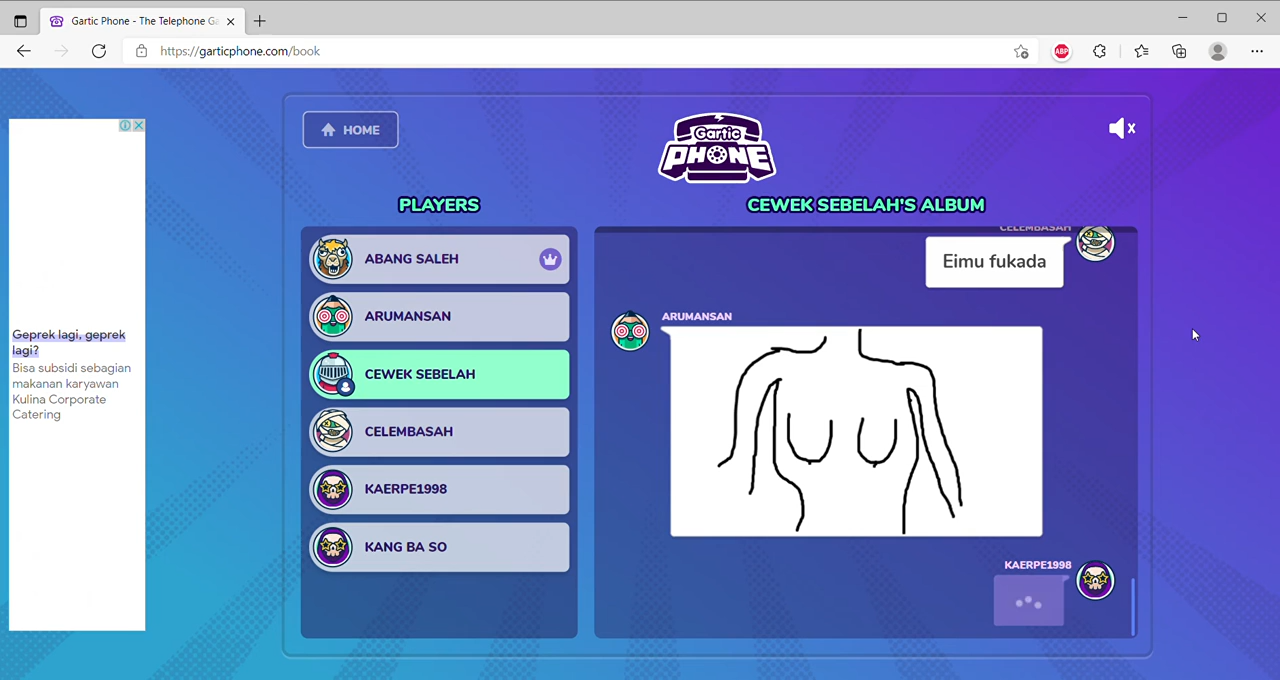 Gartic Phone - The Telephone Ga
https://garticphone.com/book
ABP
HOME
Gartic
PHONE
PLAYERS
CEWEK SEBELAH'S ALBUM
ABANG SALEH
ARUMANSAN
CEWEK SEBELAH
CELEMBASAH
KAERPE1998
KANG BA SO
CELEMBASAH
Eimu fukada
ARUMANSAN
KAERPE1998
Geprek lagi, geprek
lagi?
Bisa subsidi sebagian
makanan karyawan
Kulina Corporate
Catering